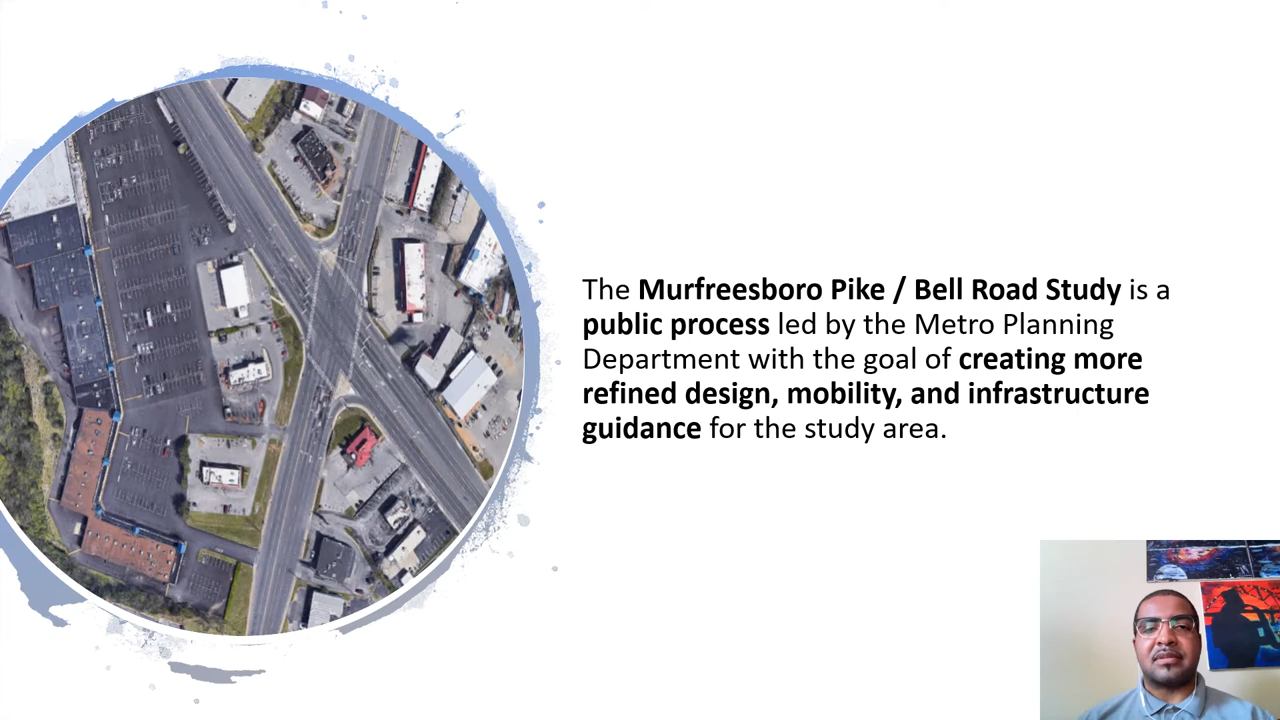 The Murfreesboro Pike / Bell Road Study is a
public process led by the Metro Planning
Department with the goal of creating more
refined design, mobility, and infrastructure
guidance for the study area.